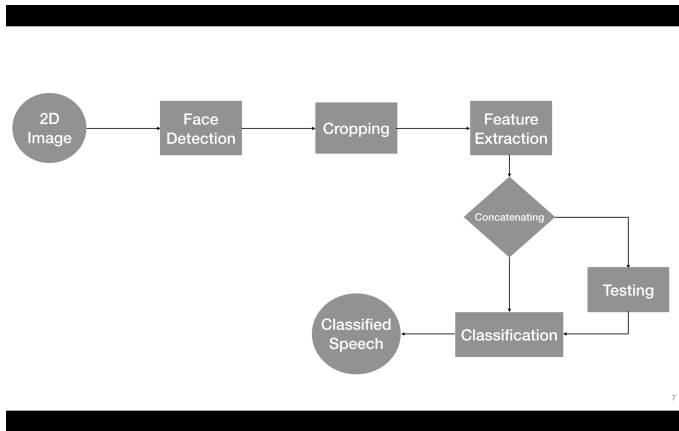 2D
Image
Face
Detection
Cropping
Feature
Extraction
Concatenating
Testing
Classification
Classified
Speech
7